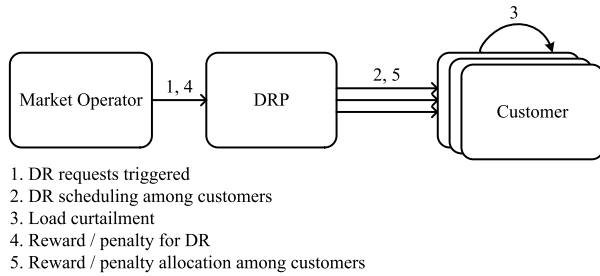 3
Market Operator
1, 4
DRP
2, 5
Customer
1. DR requests triggered
2. DR scheduling among customers
3. Load curtailment
4. Reward / penalty for DR
5. Reward / penalty allocation among customers